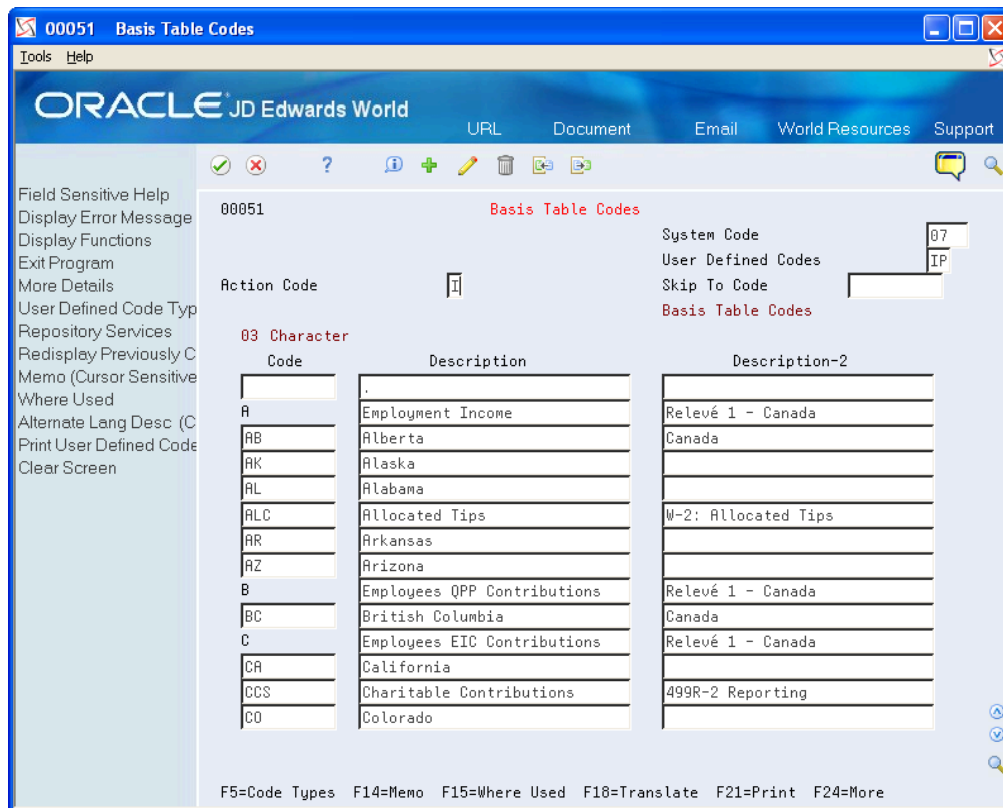 00051 Basis Table Codes
Tools Help
ORACLE JD Edwards World
URL Document Email World Resources Support
Field Sensitive Help
Display Error Message
Display Functions
Exit Program
More Details
User Defined Code Typ
Repository Services
Redisplay Previously C
Memo (Cursor Sensitive
Where Used
Alternate Lang Desc (C
Print User Defined Code
Clear Screen
00051 Basis Table Codes
System Code 07
User Defined Codes IP
Action Code I Skip To Code
Basis Table Codes
03 Character
Code Description Description-2
.
A Employment Income Relevé 1 - Canada
AB Alberta Canada
AK Alaska
AL Alabama
ALC Allocated Tips W-2: Allocated Tips
AR Arkansas
AZ Arizona
B Employees QPP Contributions Relevé 1 - Canada
BC British Columbia Canada
C Employees EIC Contributions Relevé 1 - Canada
CA California
CCS Charitable Contributions 499R-2 Reporting
CO Colorado
F5=Code Types F14=Memo F15=Where Used F18=Translate F21=Print F24=More